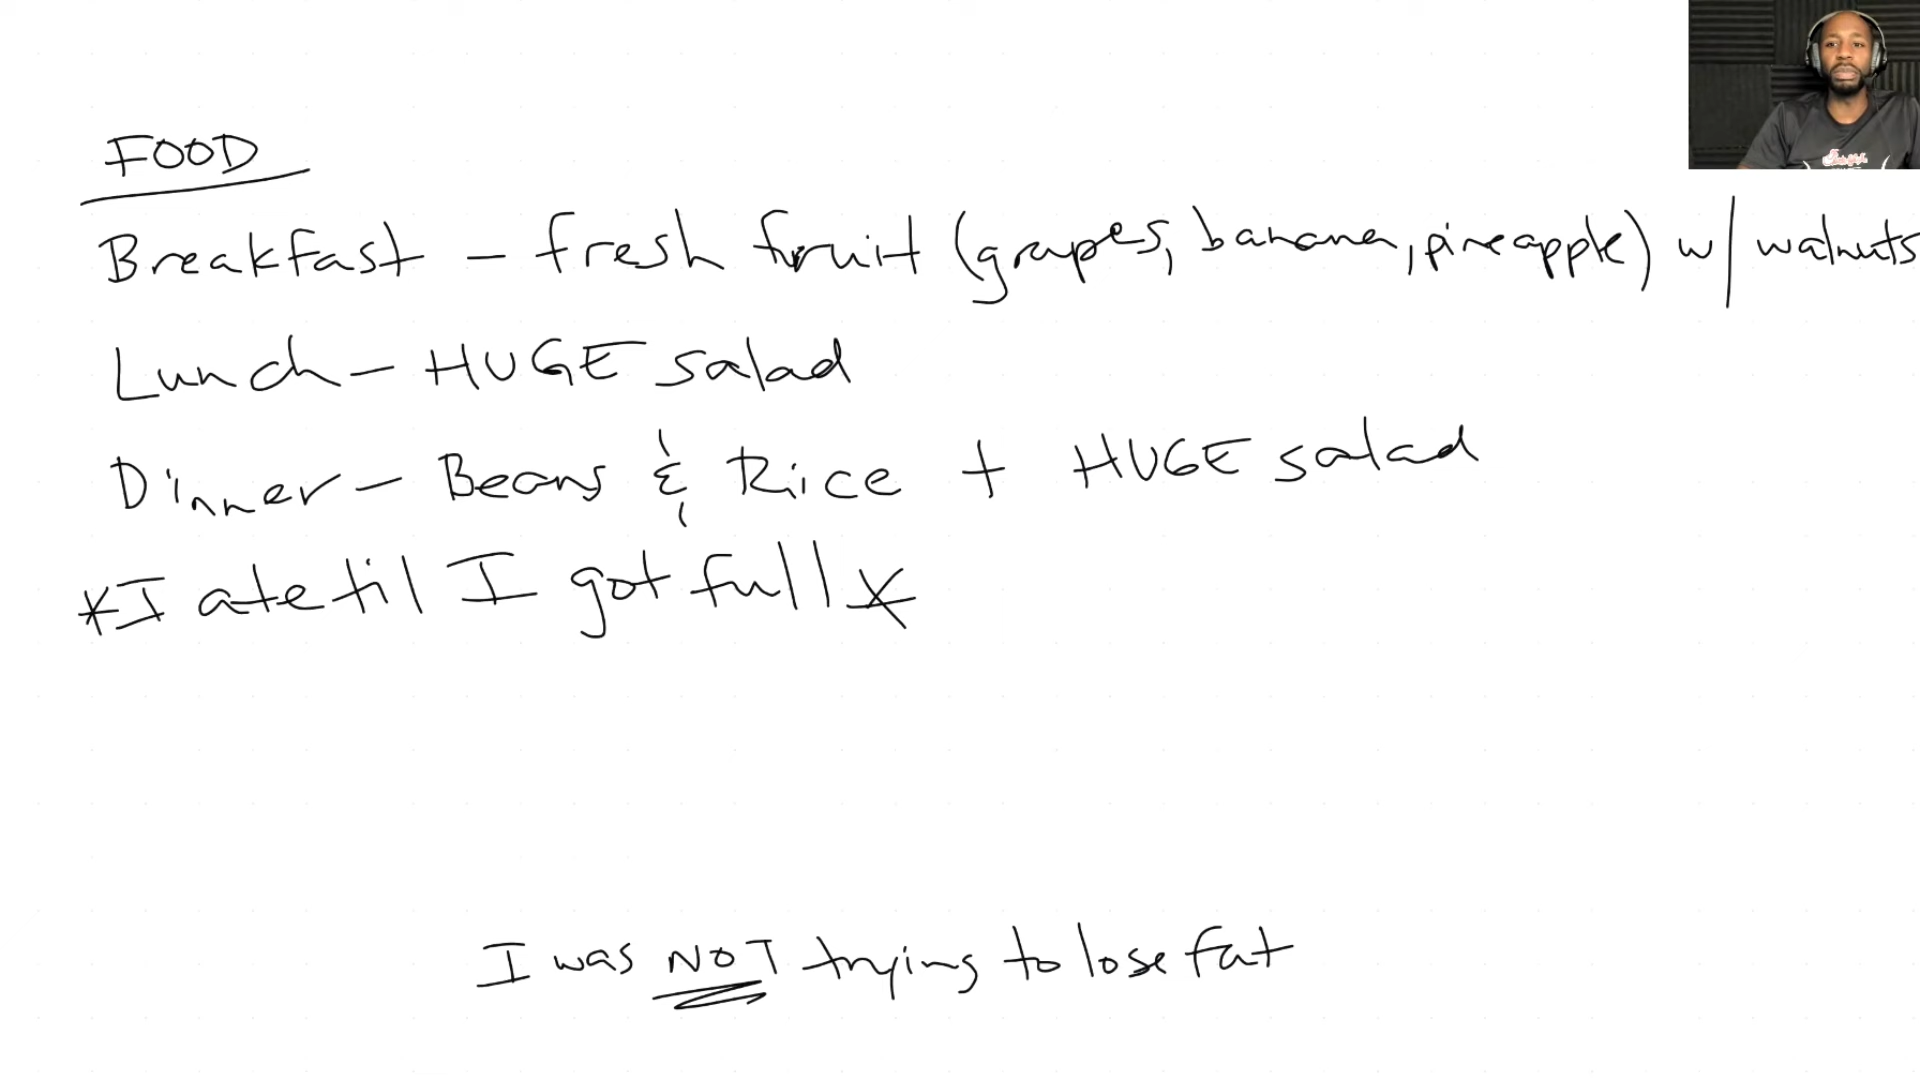 FOOD
Breakfast - fresh fruit (grapes, banana, pineapple) w/ walnuts
Lunch - HUGE salad
Dinner - Beans & Rice + HUGE salad
*I ate til I got full*
I was NOT trying to lose fat